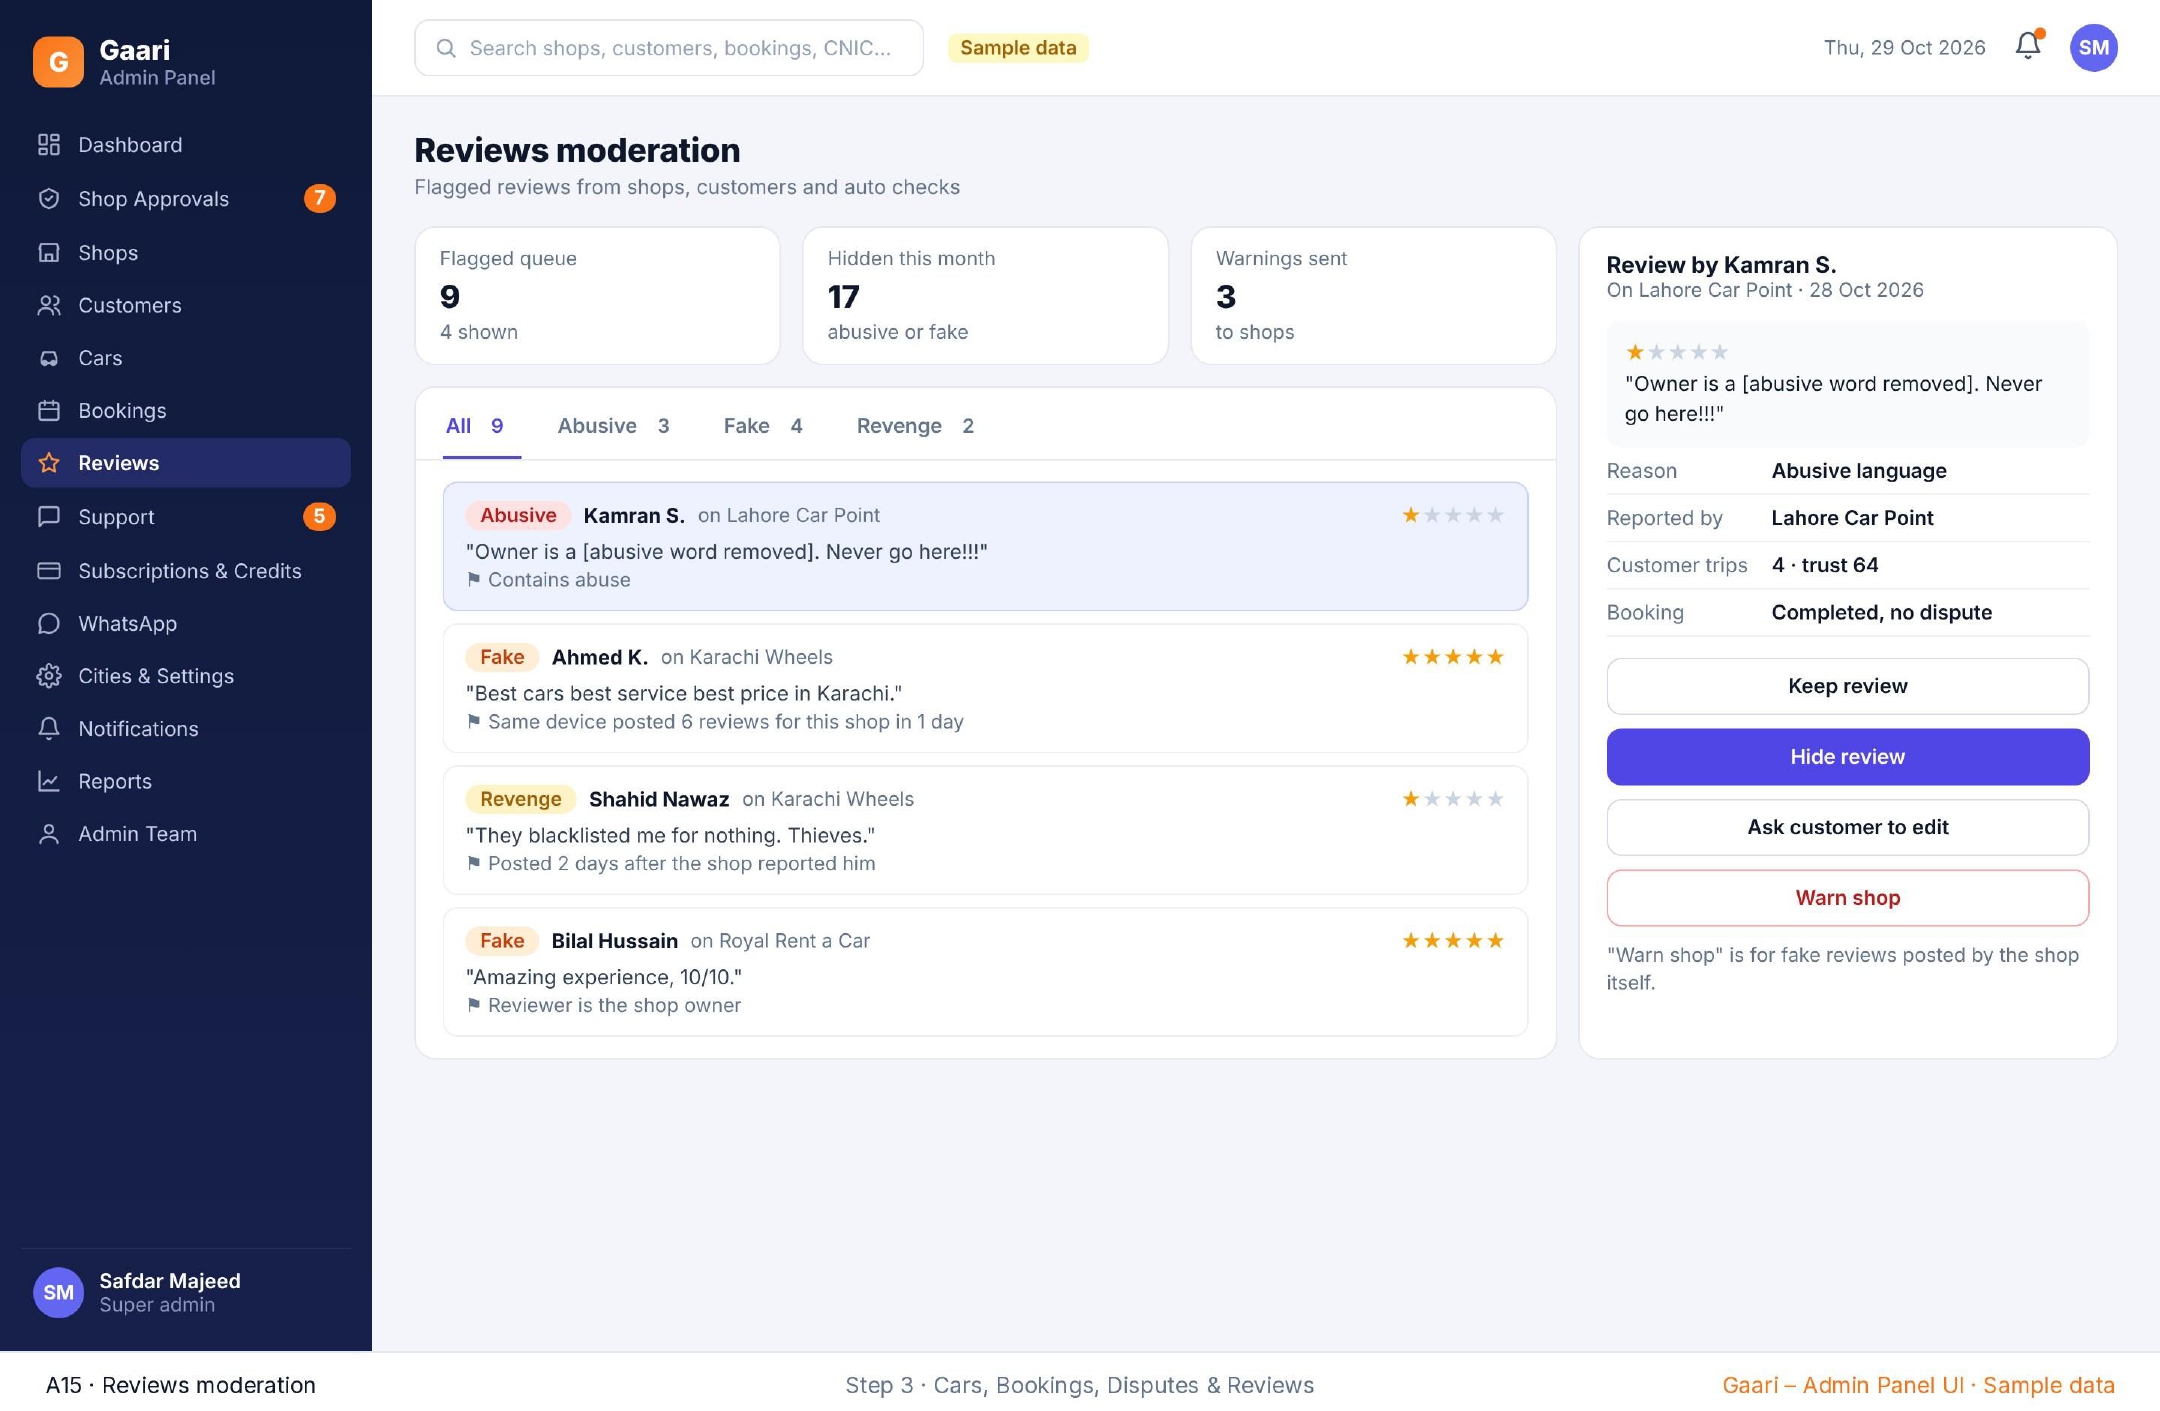 G
Gaari
Admin Panel
Dashboard
Shop Approvals 7
Shops
Customers
Cars
Bookings
Reviews
Support 5
Subscriptions & Credits
WhatsApp
Cities & Settings
Notifications
Reports
Admin Team
SM
Safdar Majeed
Super admin
Search shops, customers, bookings, CNIC...
Sample data
Thu, 29 Oct 2026
SM
Reviews moderation
Flagged reviews from shops, customers and auto checks
Flagged queue
9
4 shown
Hidden this month
17
abusive or fake
Warnings sent
3
to shops
All 9 Abusive 3 Fake 4 Revenge 2
Abusive Kamran S. on Lahore Car Point
"Owner is a [abusive word removed]. Never go here!!!"
Contains abuse
Fake Ahmed K. on Karachi Wheels
"Best cars best service best price in Karachi."
Same device posted 6 reviews for this shop in 1 day
Revenge Shahid Nawaz on Karachi Wheels
"They blacklisted me for nothing. Thieves."
Posted 2 days after the shop reported him
Fake Bilal Hussain on Royal Rent a Car
"Amazing experience, 10/10."
Reviewer is the shop owner
Review by Kamran S.
On Lahore Car Point · 28 Oct 2026
"Owner is a [abusive word removed]. Never
go here!!!"
Reason Abusive language
Reported by Lahore Car Point
Customer trips 4 · trust 64
Booking Completed, no dispute
Keep review
Hide review
Ask customer to edit
Warn shop
"Warn shop" is for fake reviews posted by the shop
itself.
A15 · Reviews moderation
Step 3 · Cars, Bookings, Disputes & Reviews
Gaari – Admin Panel UI · Sample data